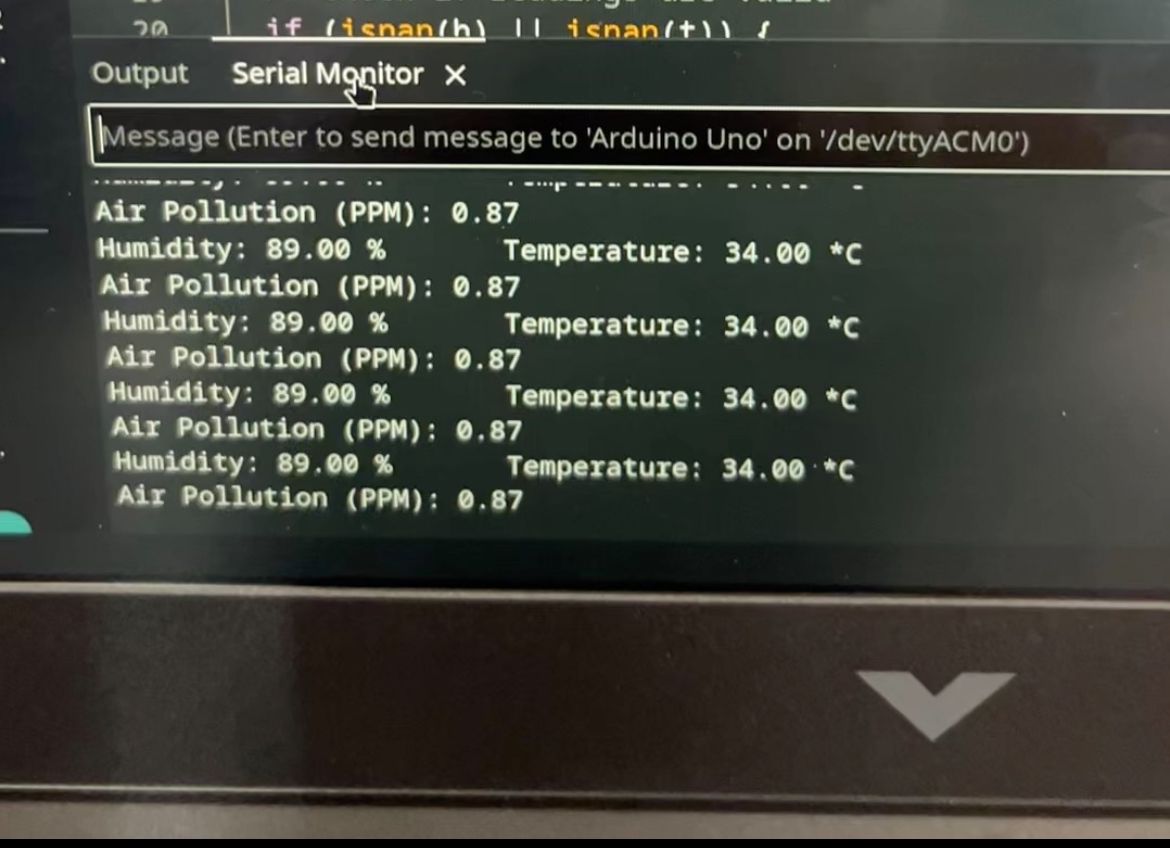 20 if (isnan(h) || isnan(t)) {
Output Serial Monitor X
Message (Enter to send message to 'Arduino Uno' on '/dev/ttyACM0')
Air Pollution (PPM): 0.87
Humidity: 89.00 % Temperature: 34.00 *C
Air Pollution (PPM): 0.87
Humidity: 89.00 % Temperature: 34.00 *C
Air Pollution (PPM): 0.87
Humidity: 89.00 % Temperature: 34.00 *C
Air Pollution (PPM): 0.87
Humidity: 89.00 % Temperature: 34.00 *C
Air Pollution (PPM): 0.87